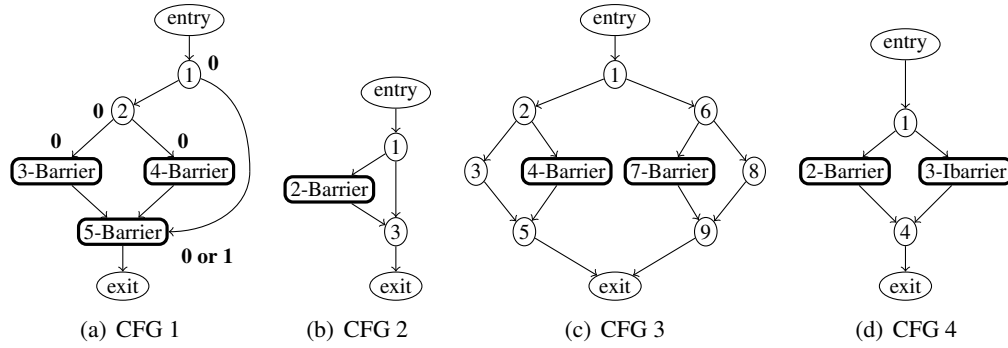 entry
1
0
2
0
0
0
3-Barrier
4-Barrier
5-Barrier
0 or 1
exit
(a) CFG 1
entry
1
2-Barrier
3
exit
(b) CFG 2
entry
1
2
6
3
4-Barrier
7-Barrier
8
5
9
exit
(c) CFG 3
entry
1
2-Barrier
3-Ibarrier
4
exit
(d) CFG 4